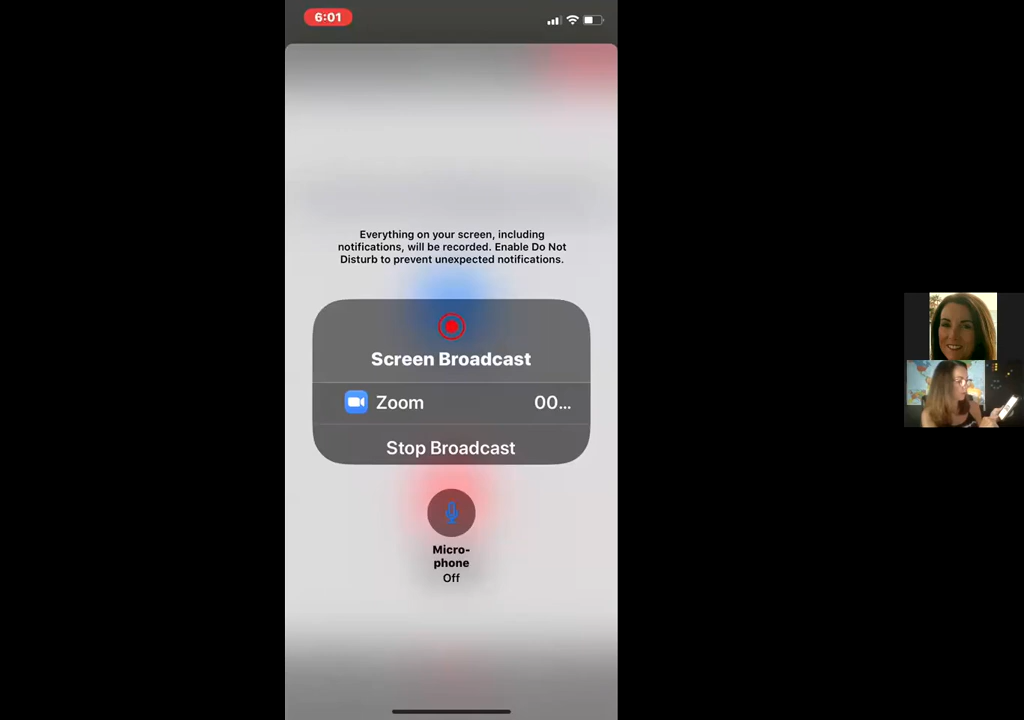 6:01
Everything on your screen, including
notifications, will be recorded. Enable Do Not
Disturb to prevent unexpected notifications.
Screen Broadcast
Zoom 00...
Stop Broadcast
Micro-
phone
Off